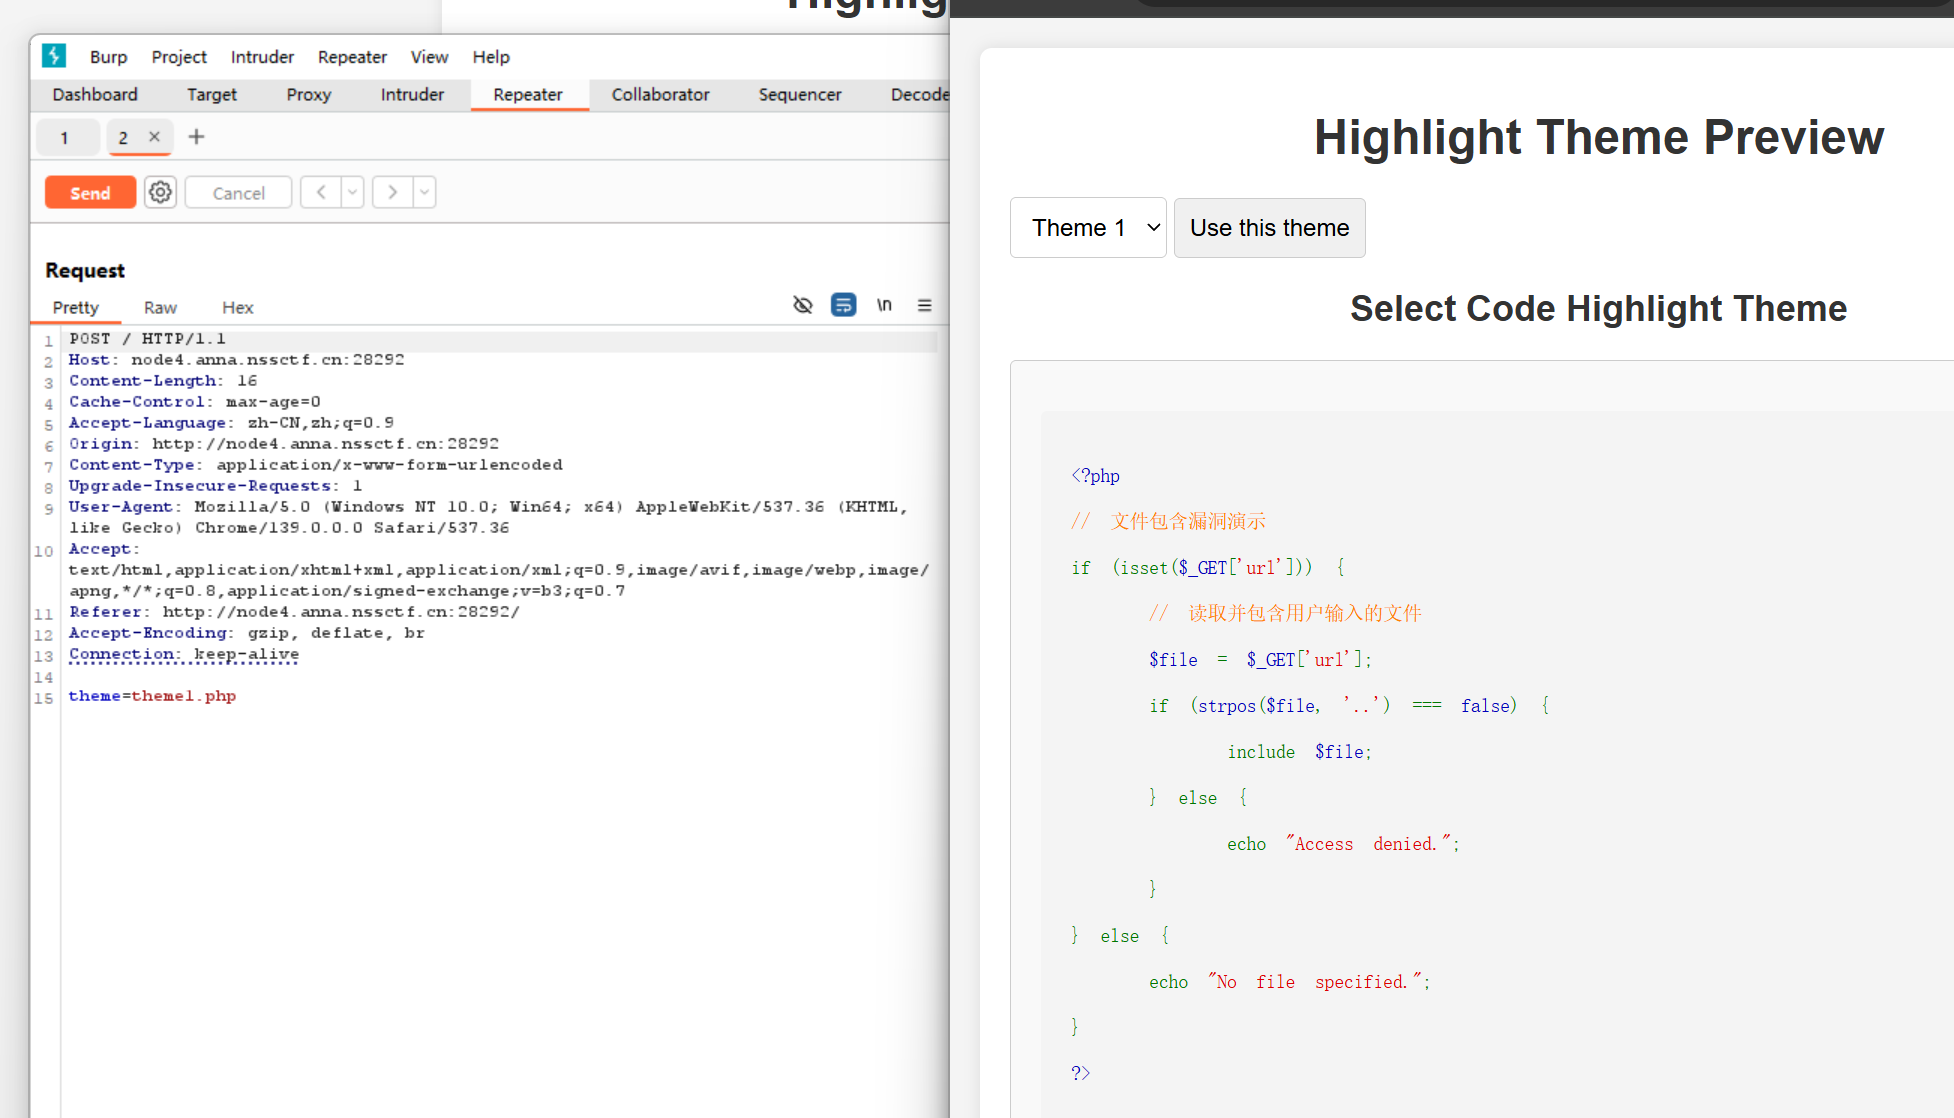 Burp Project Intruder Repeater View Help
Dashboard Target Proxy Intruder Repeater Collaborator Sequencer Decode
1 2 × +
Send Cancel
Request
Pretty Raw Hex
\n
1 POST / HTTP/1.1
2 Host: node4.anna.nssctf.cn:28292
3 Content-Length: 16
4 Cache-Control: max-age=0
5 Accept-Language: zh-CN,zh;q=0.9
6 Origin: http://node4.anna.nssctf.cn:28292
7 Content-Type: application/x-www-form-urlencoded
8 Upgrade-Insecure-Requests: 1
9 User-Agent: Mozilla/5.0 (Windows NT 10.0; Win64; x64) AppleWebKit/537.36 (KHTML,
like Gecko) Chrome/139.0.0.0 Safari/537.36
10 Accept:
text/html,application/xhtml+xml,application/xml;q=0.9,image/avif,image/webp,image/
apng,*/*;q=0.8,application/signed-exchange;v=b3;q=0.7
11 Referer: http://node4.anna.nssctf.cn:28292/
12 Accept-Encoding: gzip, deflate, br
13 Connection: keep-alive
14
15 theme=theme1.php
Highlight Theme Preview
Theme 1 Use this theme
Select Code Highlight Theme
<?php
// 文件包含漏洞演示
if (isset($_GET['url'])) {
// 读取并包含用户输入的文件
$file = $_GET['url'];
if (strpos($file, '..') === false) {
include $file;
} else {
echo "Access denied.";
}
} else {
echo "No file specified.";
}
?>